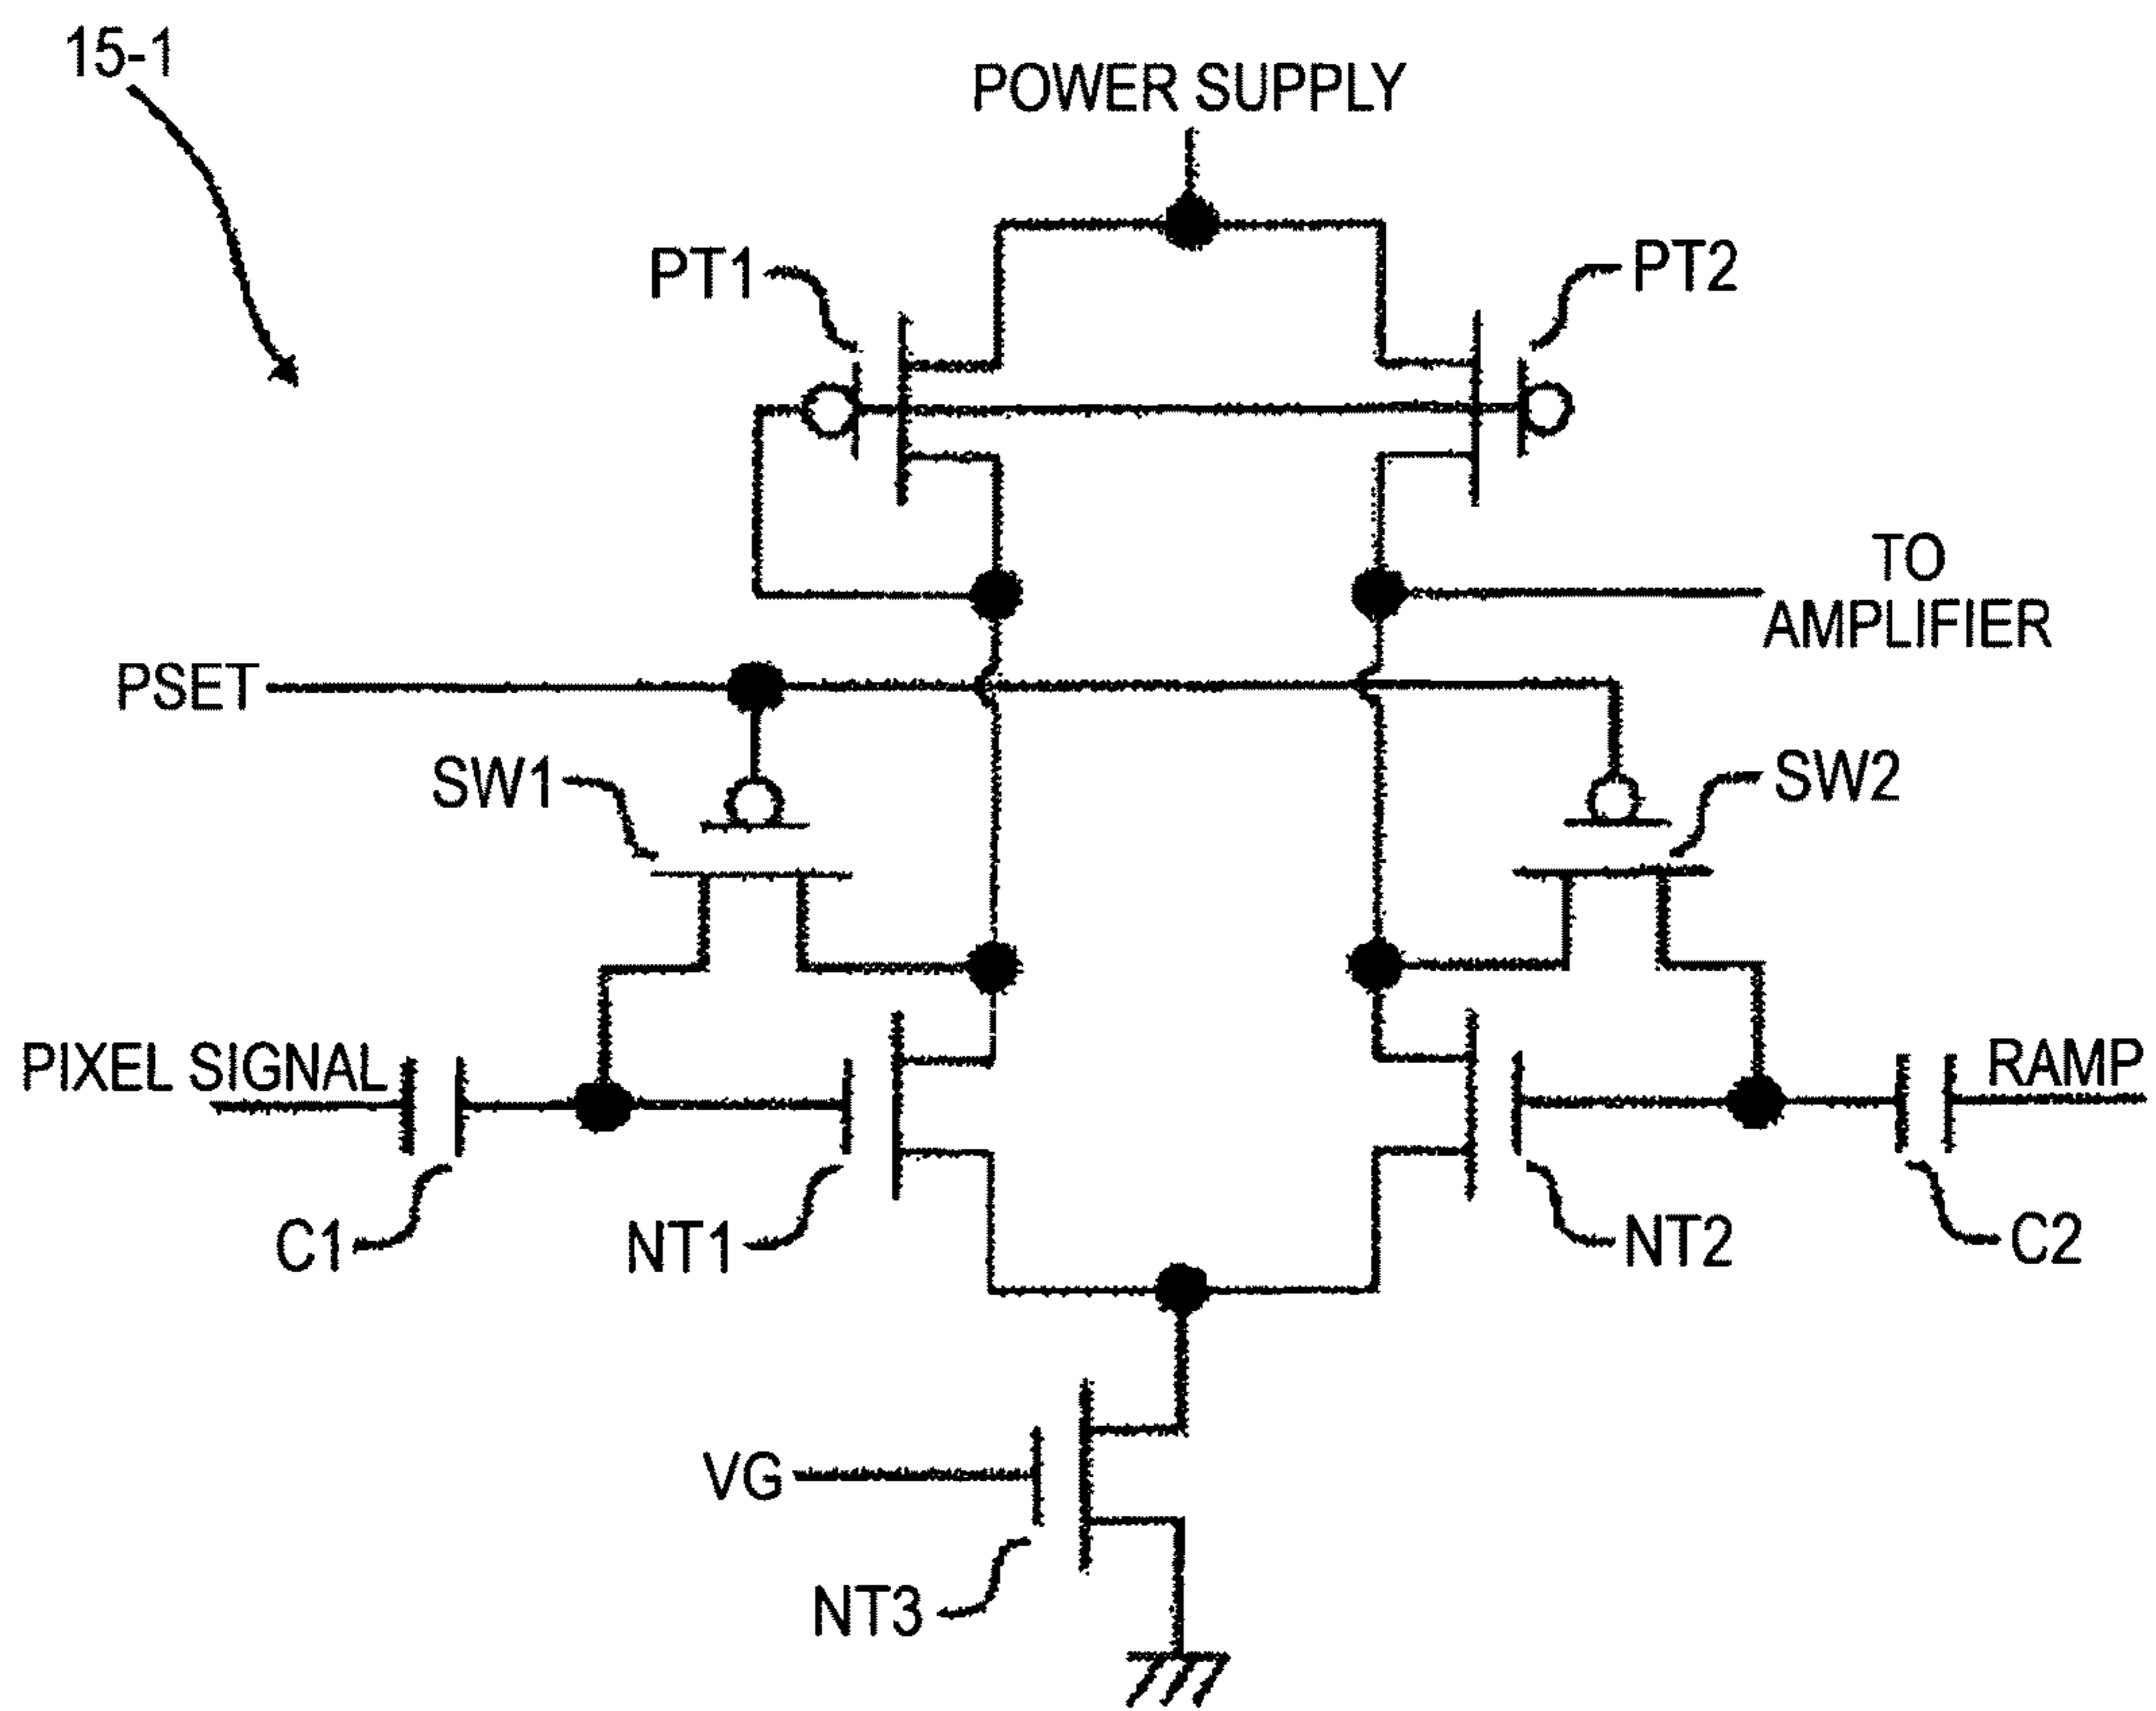 15-1
POWER SUPPLY
PT1
PT2
TO
AMPLIFIER
PSET
SW1
SW2
PIXEL SIGNAL
RAMP
C1
NT1
NT2
C2
VG
NT3